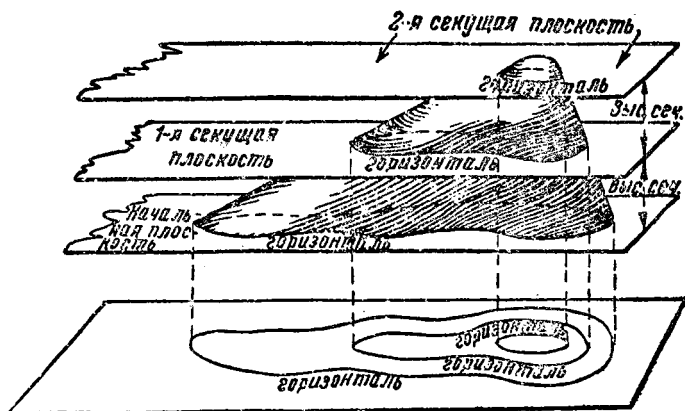 2-я секущая плоскость
горизонталь
Выс. сек.
1-я секущая
плоскость
горизонталь
Выс. сеч.
Началь
ная плос
кость
горизонталь
горизонталь
горизонталь
горизонталь